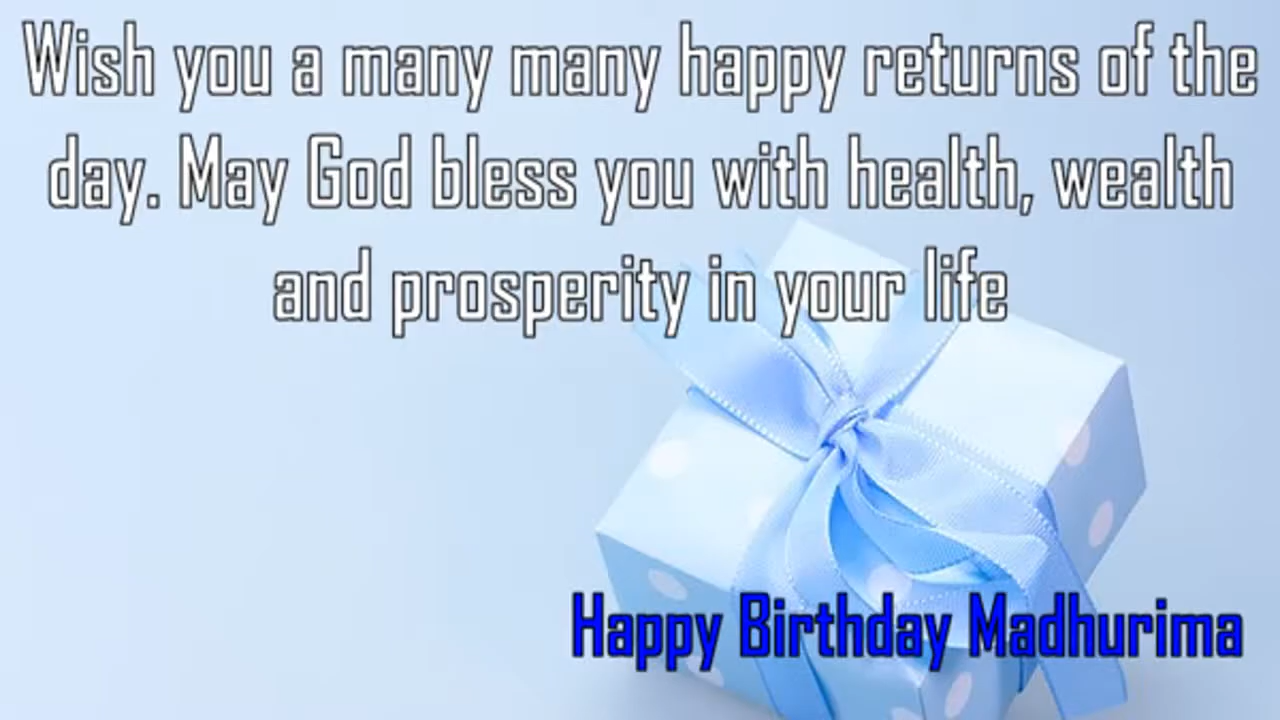 Wish you a many many happy returns of the
day. May God bless you with health, wealth
and prosperity in your life
Happy Birthday Madhurima